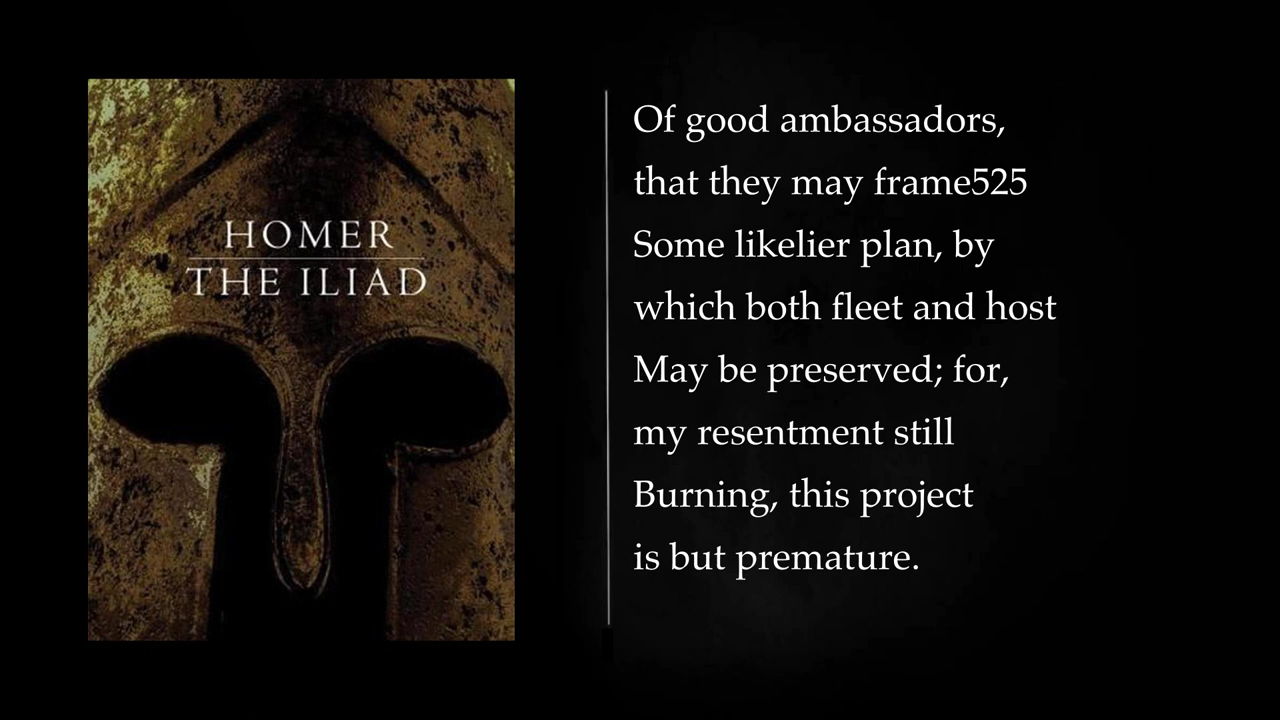 HOMER
THE ILIAD
Of good ambassadors,
that they may frame525
Some likelier plan, by
which both fleet and host
May be preserved; for,
my resentment still
Burning, this project
is but premature.